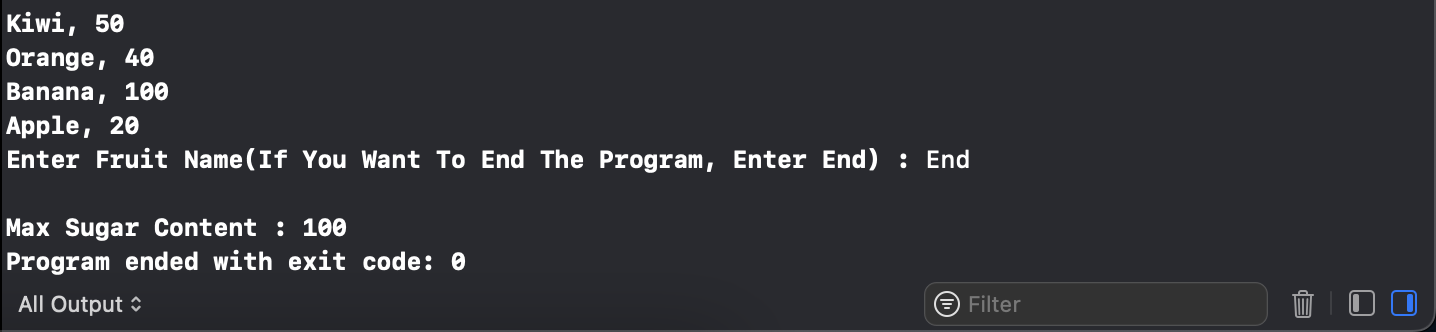 Kiwi, 50
Orange, 40
Banana, 100
Apple, 20
Enter Fruit Name(If You Want To End The Program, Enter End) : End
Max Sugar Content : 100
Program ended with exit code: 0
All Output
Filter